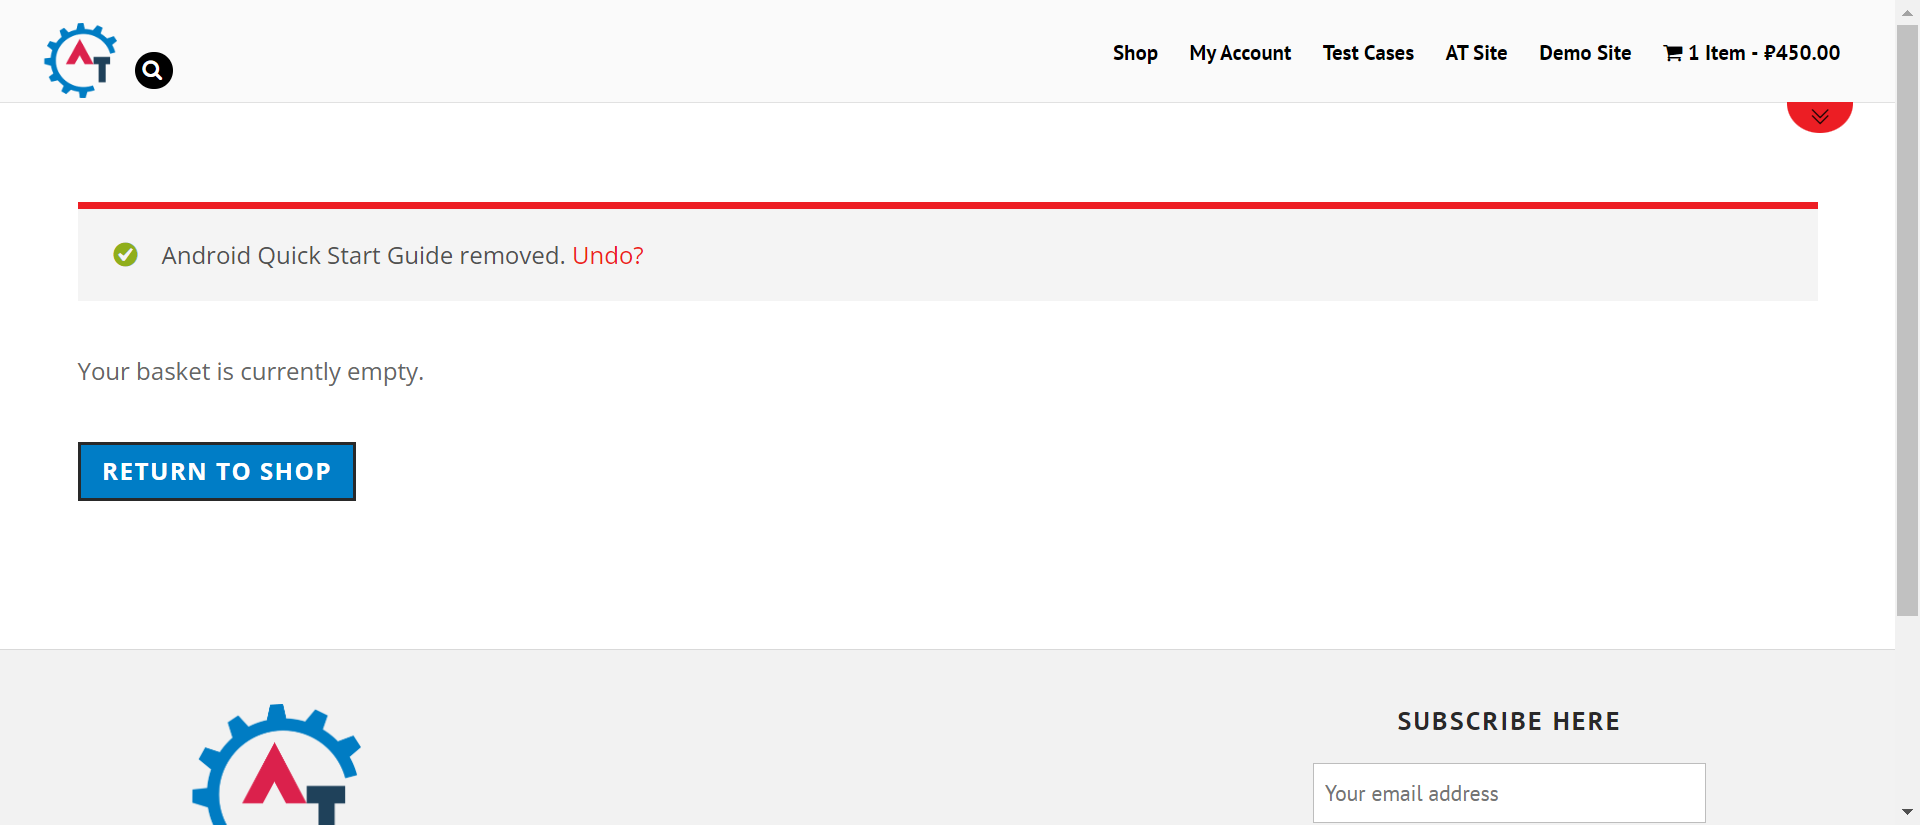 AT
Shop My Account Test Cases AT Site Demo Site 1 Item - ₽450.00
Android Quick Start Guide removed. Undo?
Your basket is currently empty.
RETURN TO SHOP
AT
SUBSCRIBE HERE
Your email address